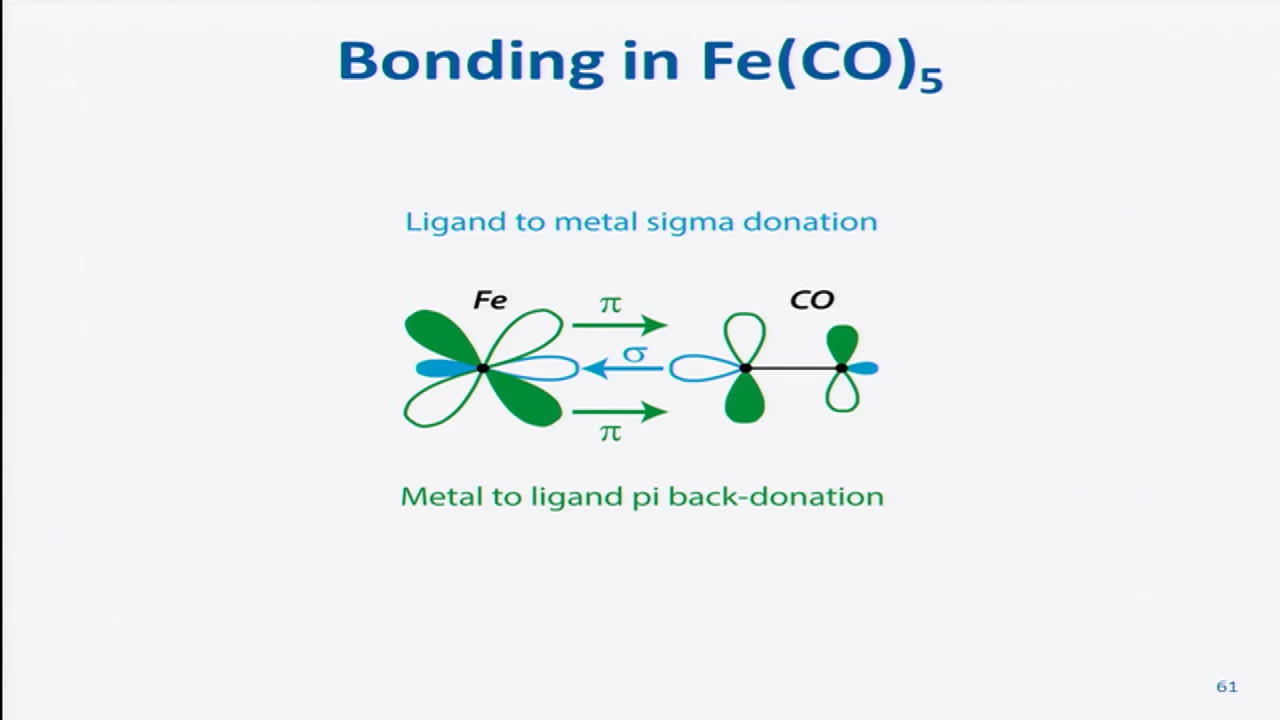 Bonding in Fe(CO)₅
Ligand to metal sigma donation
Fe
π
CO
σ
π
Metal to ligand pi back-donation
61